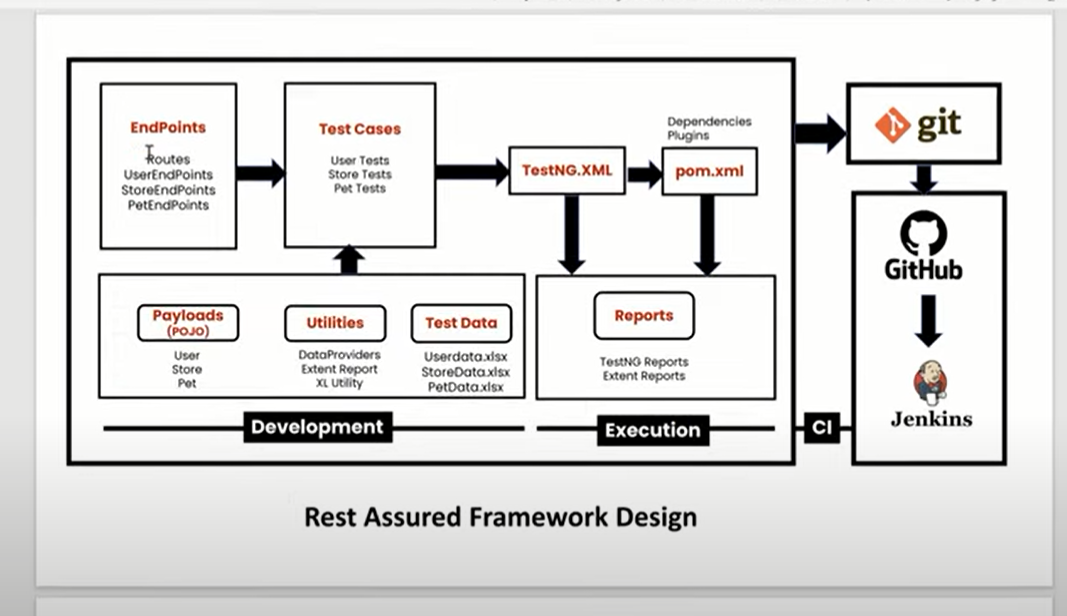 EndPoints
Routes
UserEndPoints
StoreEndPoints
PetEndPoints
Test Cases
User Tests
Store Tests
Pet Tests
TestNG.XML
Dependencies
Plugins
pom.xml
git
GitHub
Jenkins
Payloads
(POJO)
User
Store
Pet
Utilities
DataProviders
Extent Report
XL Utility
Test Data
Userdata.xlsx
StoreData.xlsx
PetData.xlsx
Reports
TestNG Reports
Extent Reports
Development
Execution
CI
Rest Assured Framework Design